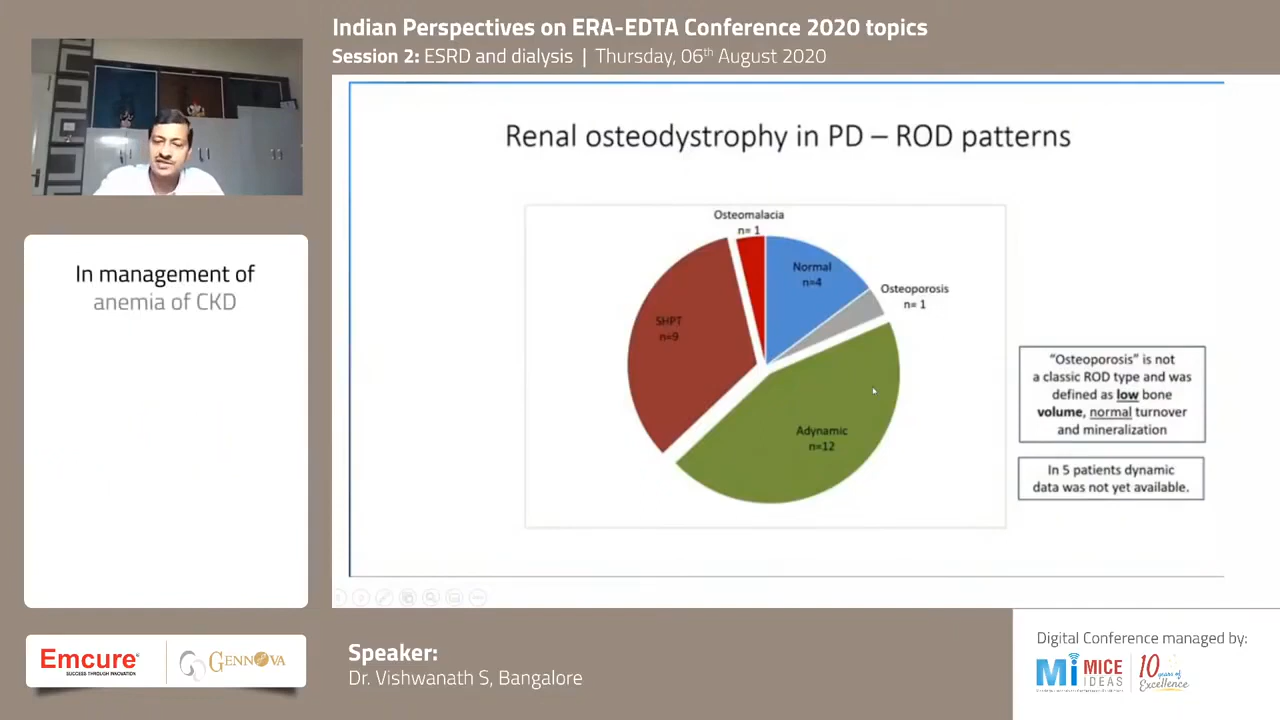 Indian Perspectives on ERA-EDTA Conference 2020 topics
Session 2: ESRD and dialysis | Thursday, 06th August 2020
In management of
anemia of CKD
Renal osteodystrophy in PD – ROD patterns
Osteomalacia
n= 1
Normal
n=4
Osteoporosis
n= 1
SHPT
n=9
Adynamic
n=12
"Osteoporosis" is not
a classic ROD type and was
defined as low bone
volume, normal turnover
and mineralization
In 5 patients dynamic
data was not yet available.
Emcure®
SUCCESS THROUGH INNOVATION
GENNOVA
Speaker:
Dr. Vishwanath S, Bangalore
Digital Conference managed by:
Mi MICE
IDEAS
10 years of
Excellence